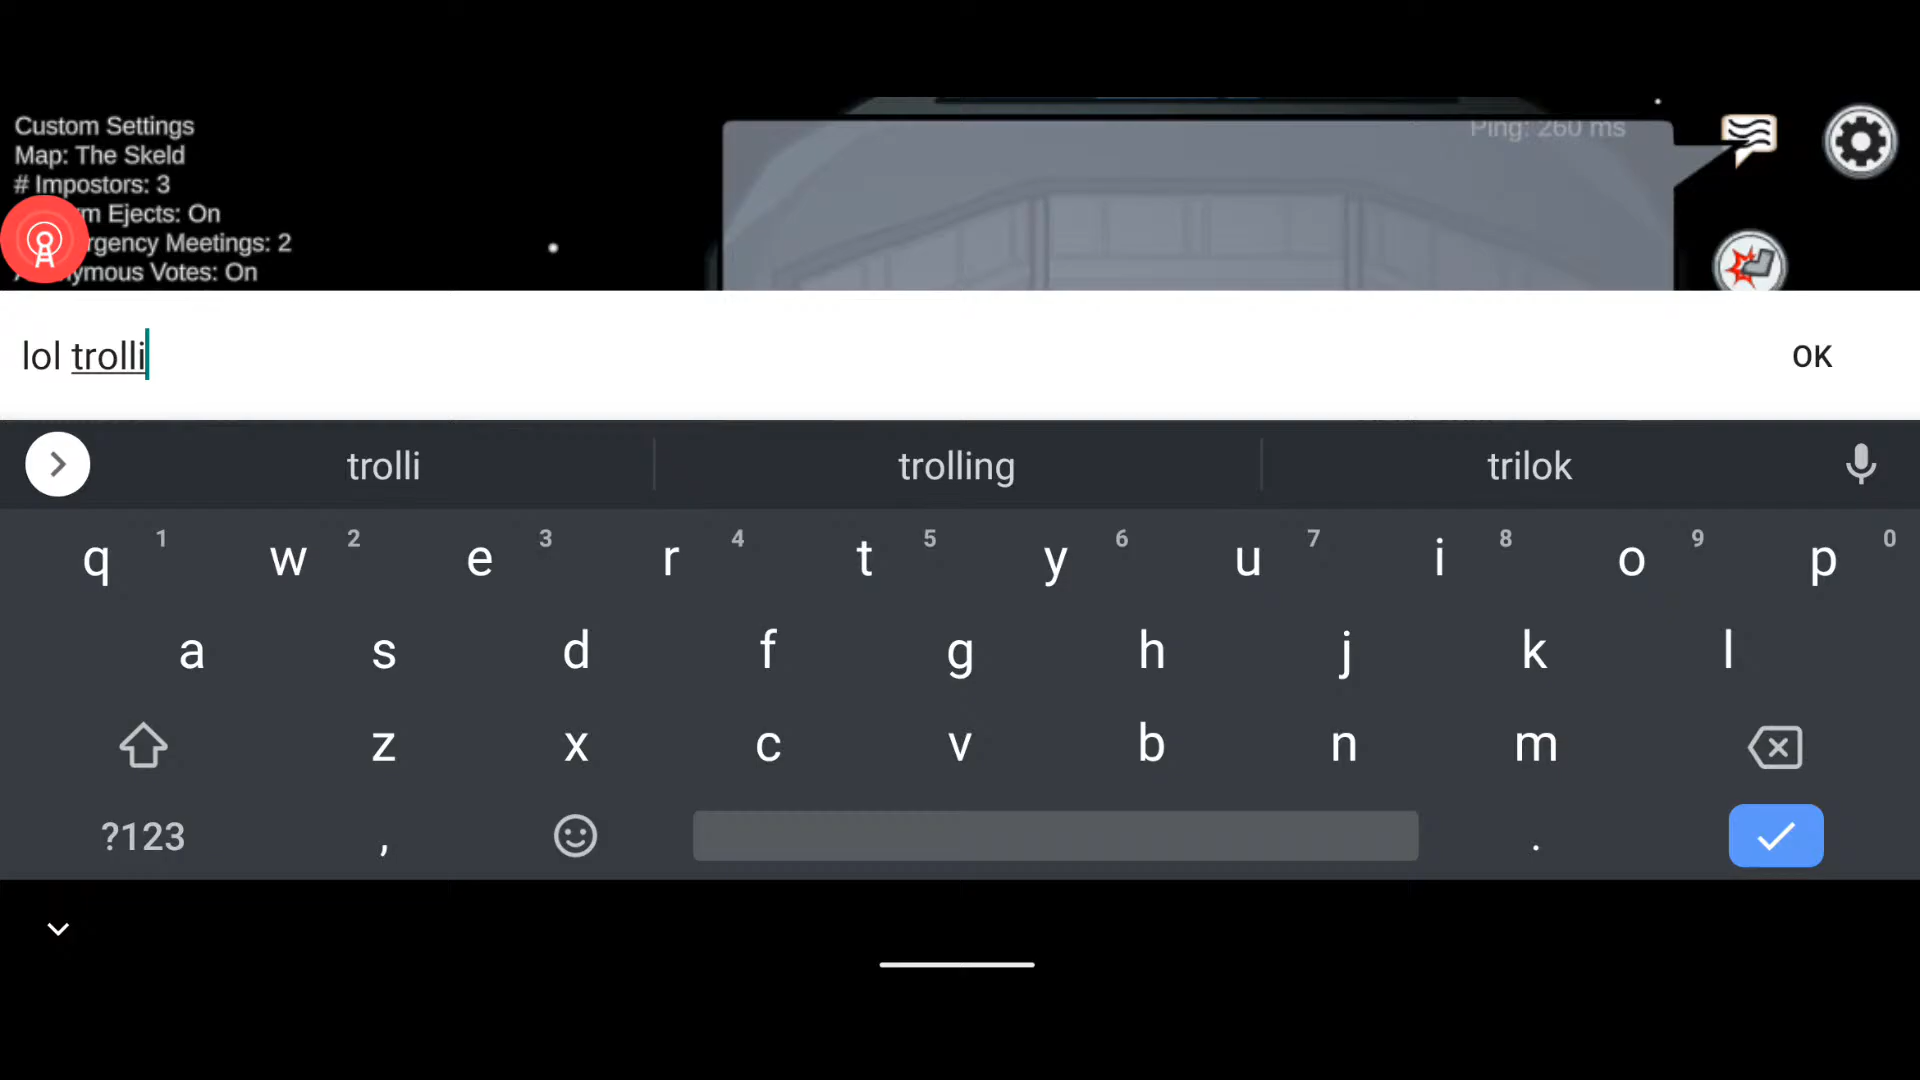 Custom Settings
Map: The Skeld
Ping: 260 ms
# Impostors: 3
m Ejects: On
rgency Meetings: 2
ymous Votes: On
lol trolli
OK
trolli trolling trilok
1 2 3 4 5 6 7 8 9 0
q w e r t y u i o p
a s d f g h j k l
z x c v b n m
?123 , .